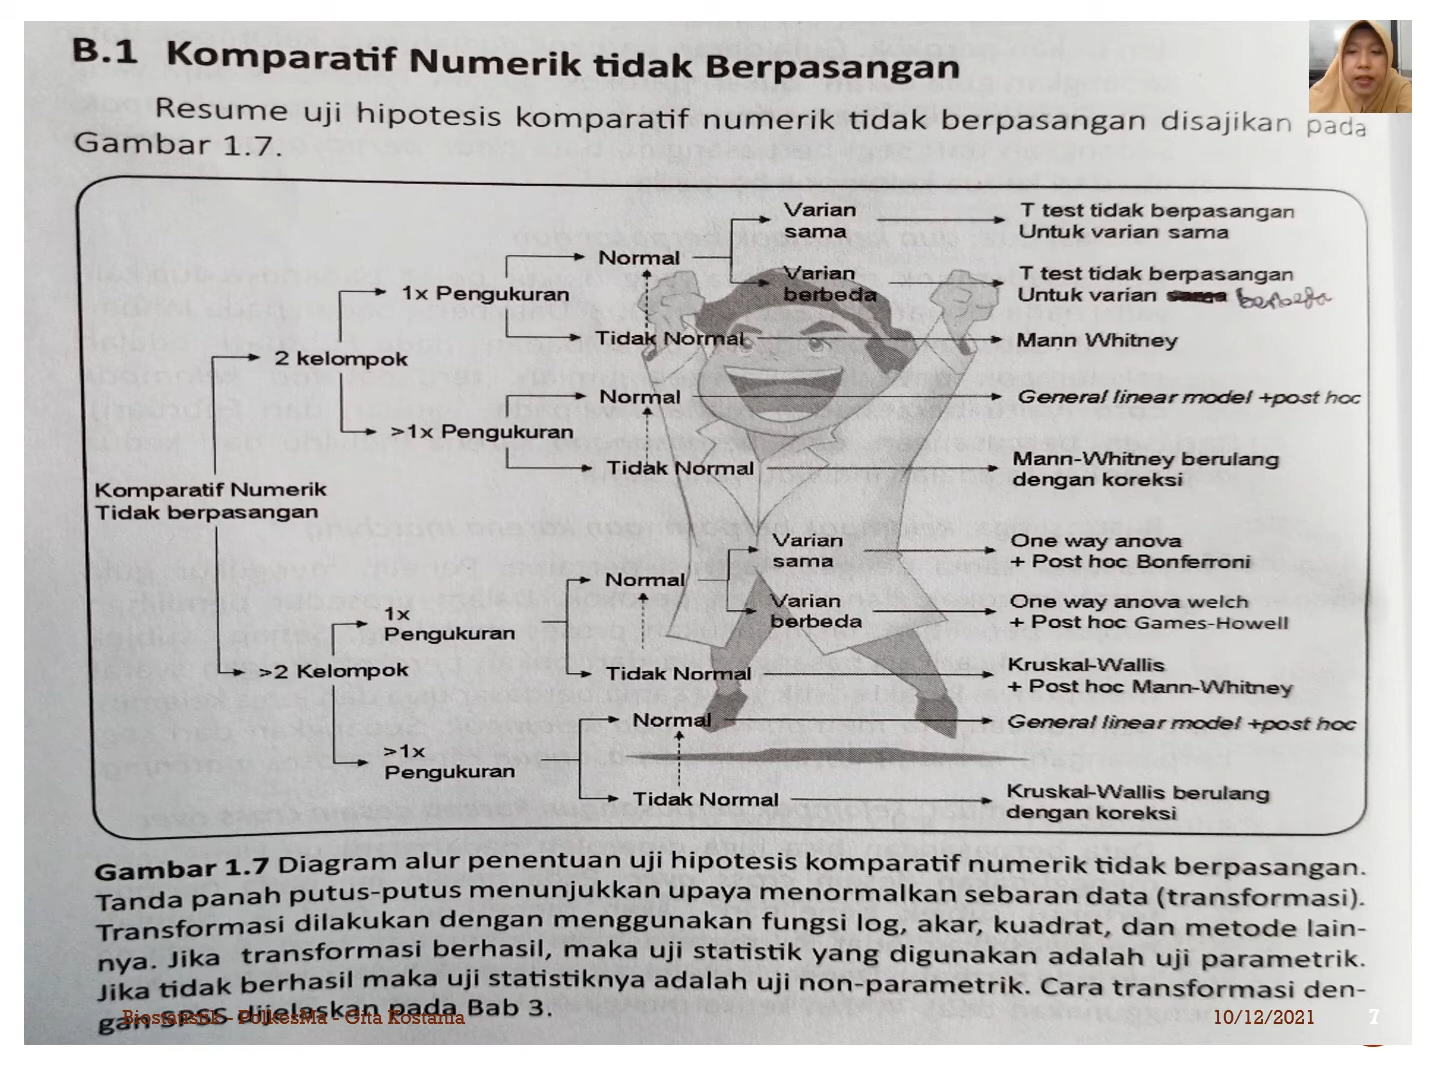 B.1 Komparatif Numerik tidak Berpasangan
Resume uji hipotesis komparatif numerik tidak berpasangan disajikan pada
Gambar 1.7.
Varian
sama
T test tidak berpasangan
Untuk varian sama
Normal
Varian
berbeda
T test tidak berpasangan
Untuk varian sama berbeda
1x Pengukuran
Tidak Normal
Mann Whitney
2 kelompok
Normal
General linear model +post hoc
>1x Pengukuran
Tidak Normal
Mann-Whitney berulang
dengan koreksi
Komparatif Numerik
Tidak berpasangan
Varian
sama
One way anova
+ Post hoc Bonferroni
Normal
Varian
berbeda
One way anova welch
+ Post hoc Games-Howell
1x
Pengukuran
>2 Kelompok
Tidak Normal
Kruskal-Wallis
+ Post hoc Mann-Whitney
Normal
General linear model +post hoc
>1x
Pengukuran
Tidak Normal
Kruskal-Wallis berulang
dengan koreksi
Gambar 1.7 Diagram alur penentuan uji hipotesis komparatif numerik tidak berpasangan.
Tanda panah putus-putus menunjukkan upaya menormalkan sebaran data (transformasi).
Transformasi dilakukan dengan menggunakan fungsi log, akar, kuadrat, dan metode lain-
nya. Jika transformasi berhasil, maka uji statistik yang digunakan adalah uji parametrik.
Jika tidak berhasil maka uji statistiknya adalah uji non-parametrik. Cara transformasi den-
gan SPSS dijelaskan pada Bab 3.
Biostatistik - PolkesMa - Gita Kostania
10/12/2021
7